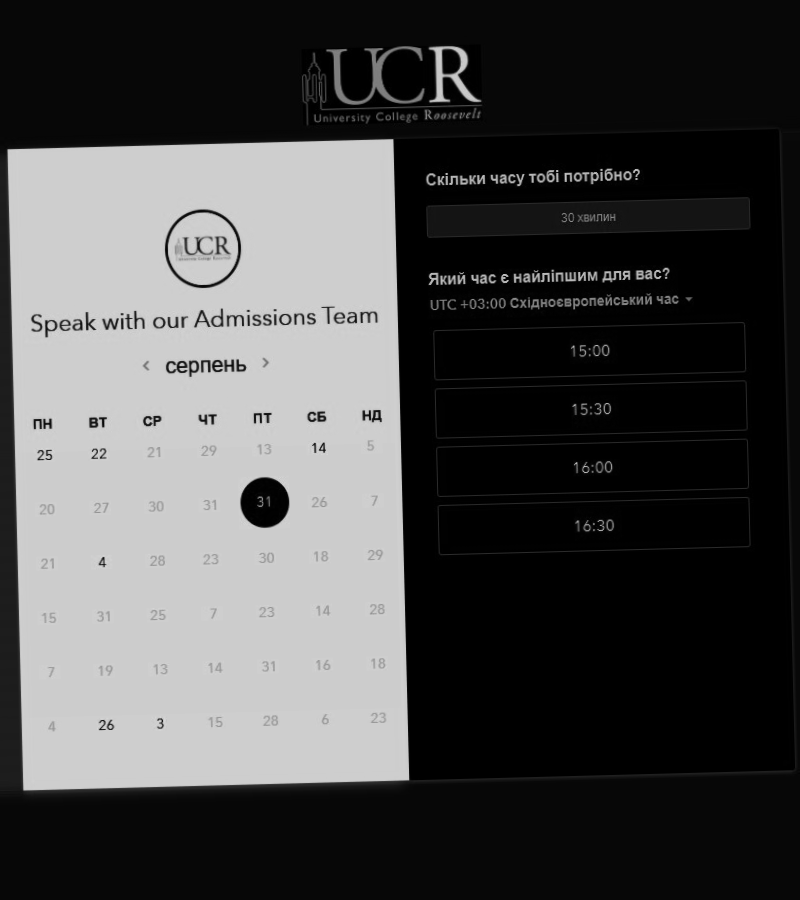 UCR
University College Roosevelt
UCR
University College Roosevelt
Speak with our Admissions Team
серпень
ПН ВТ СР ЧТ ПТ СБ НД
25 22 21 29 13 14 5
20 27 30 31 31 26 7
21 4 28 23 30 18 29
15 31 25 7 23 14 28
7 19 13 14 31 16 18
4 26 3 15 28 6 23
Скільки часу тобі потрібно?
30 хвилин
Який час є найліпшим для вас?
UTC +03:00 Східноєвропейський час
15:00
15:30
16:00
16:30